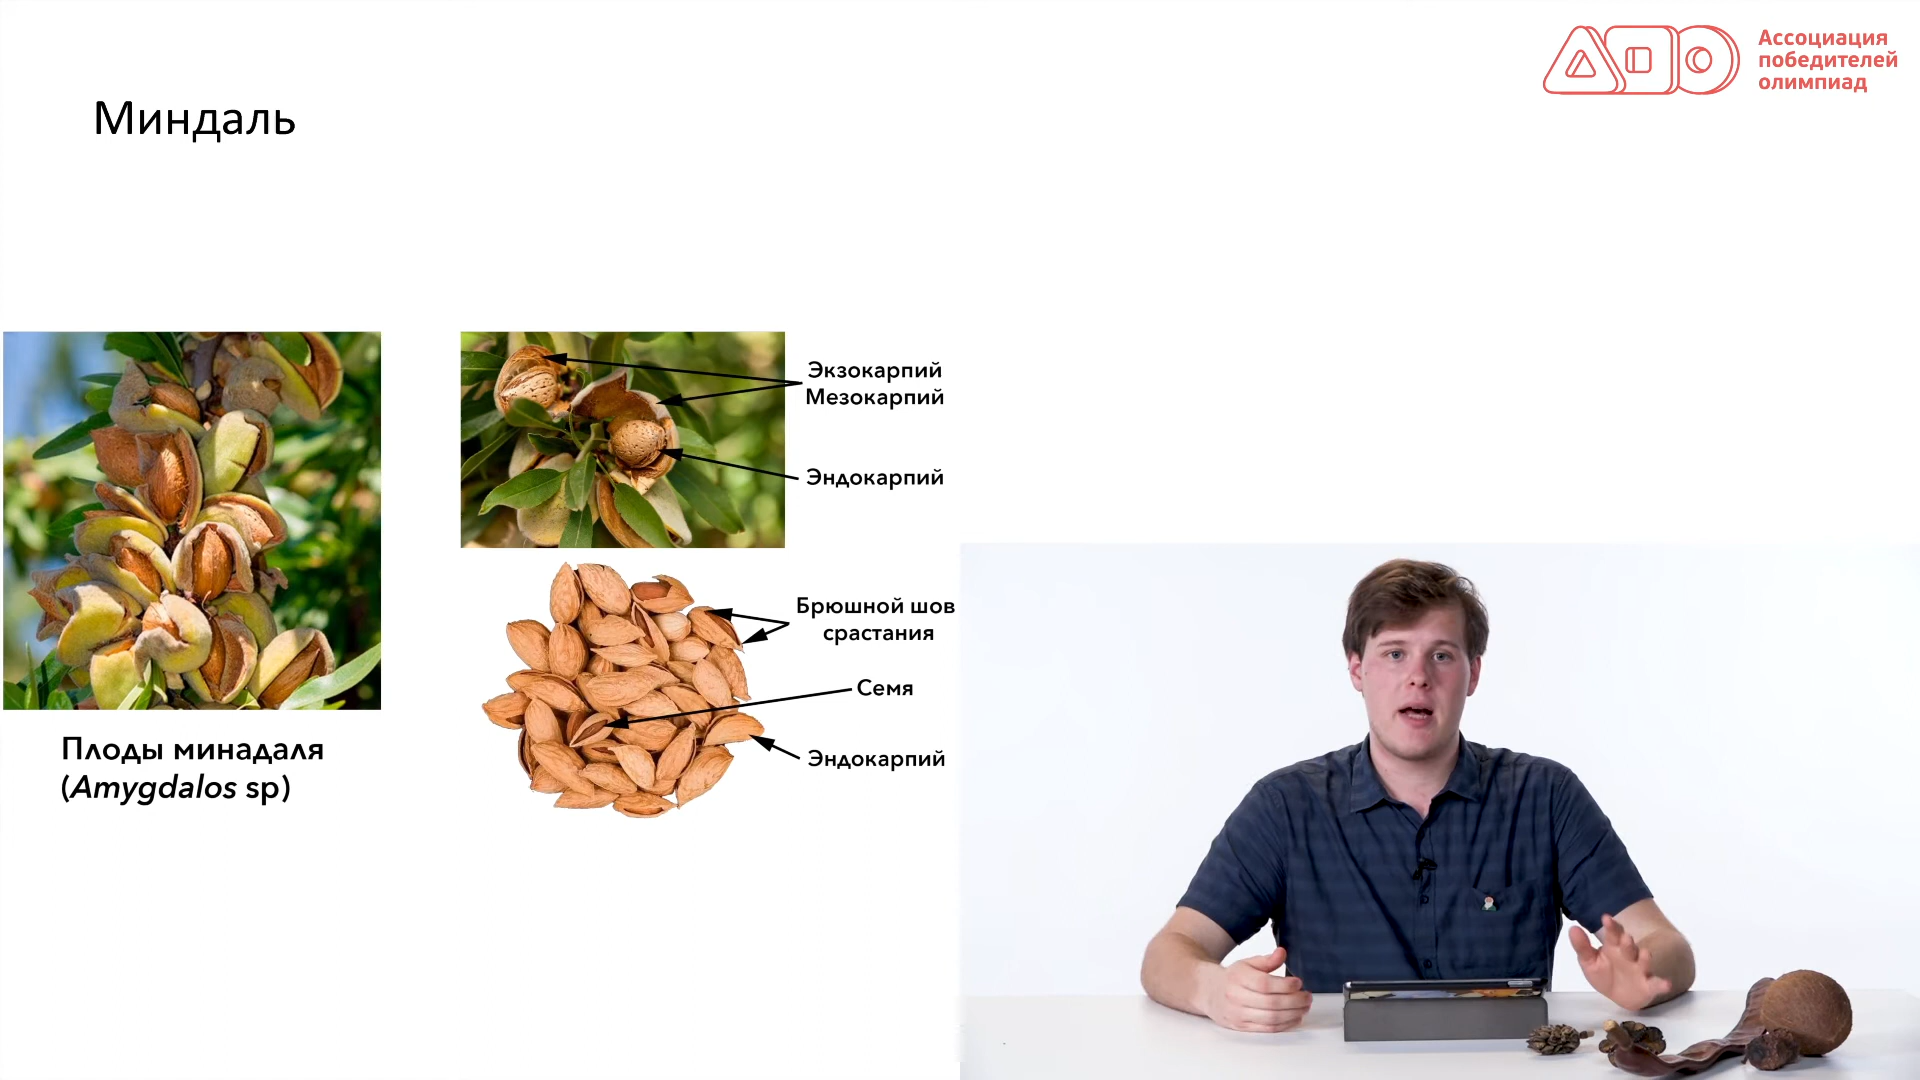 Ассоциация
победителей
олимпиад
Миндаль
Экзокарпий
Мезокарпий
Эндокарпий
Брюшной шов
срастания
Семя
Эндокарпий
Плоды минадаля
(Amygdalos sp)